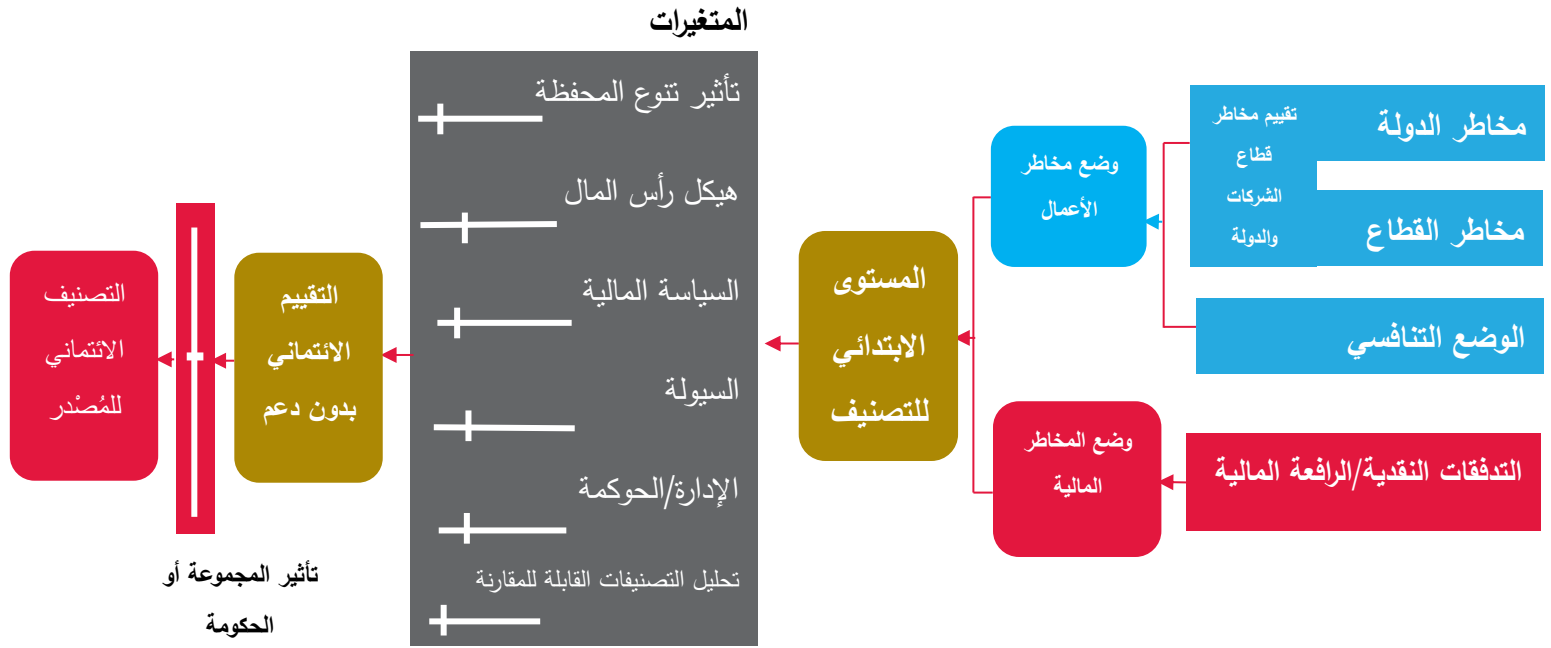 المتغيرات
مخاطر الدولة
مخاطر القطاع
تقييم مخاطر
قطاع
الشركات
والدولة
الوضع التنافسي
التدفقات النقدية/الرافعة المالية
وضع مخاطر
الأعمال
وضع المخاطر
المالية
المستوى
الابتدائي
للتصنيف
تأثير تنوع المحفظة
هيكل رأس المال
السياسة المالية
السيولة
الإدارة/الحوكمة
تحليل التصنيفات القابلة للمقارنة
التقييم
الائتماني
بدون دعم
تأثير المجموعة أو
الحكومة
التصنيف
الائتماني
للمُصْدر